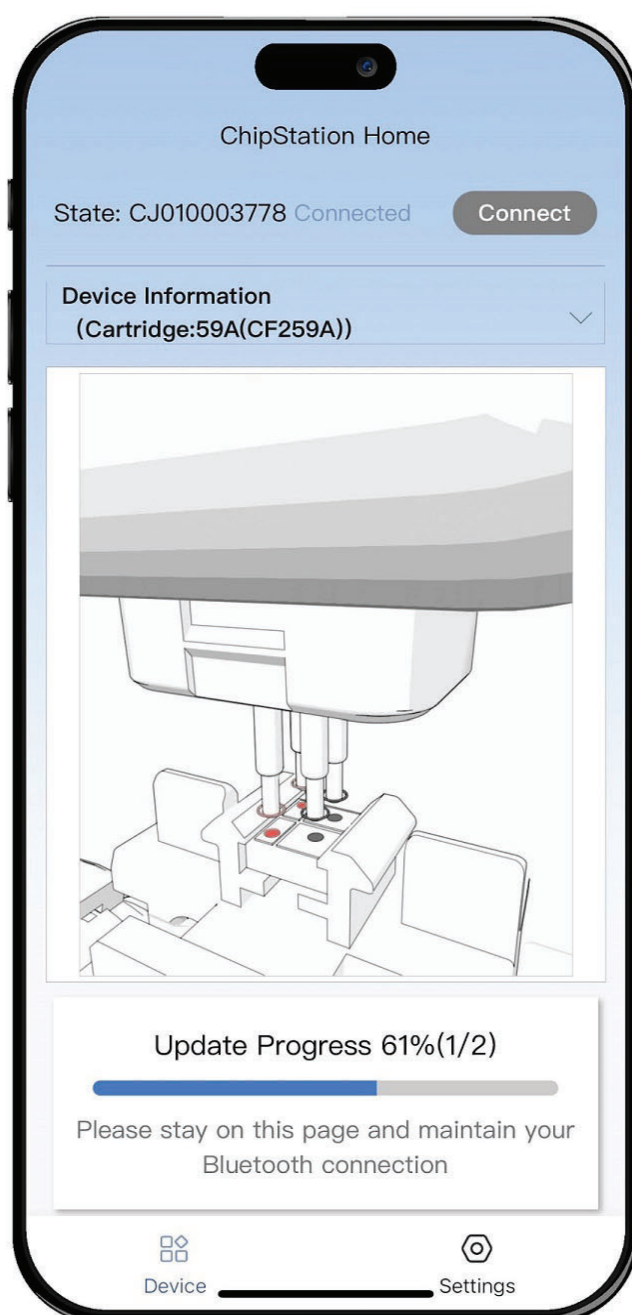 ChipStation Home
State: CJ010003778 Connected
Connect
Device Information
(Cartridge:59A(CF259A))
Update Progress 61%(1/2)
Please stay on this page and maintain your
Bluetooth connection
Device
Settings